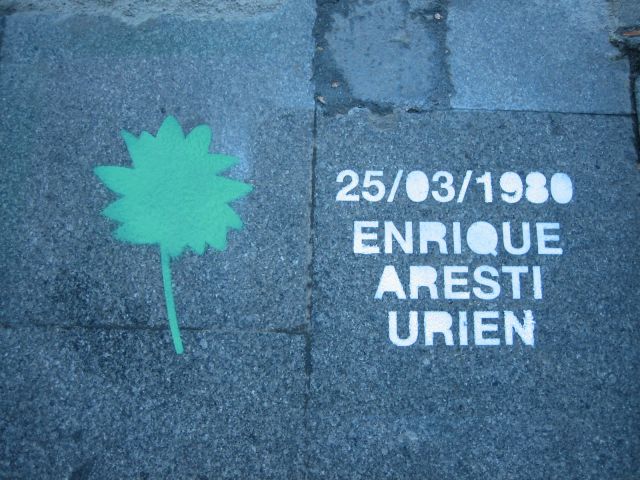 25/03/1980
ENRIQUE
ARESTI
URIEN